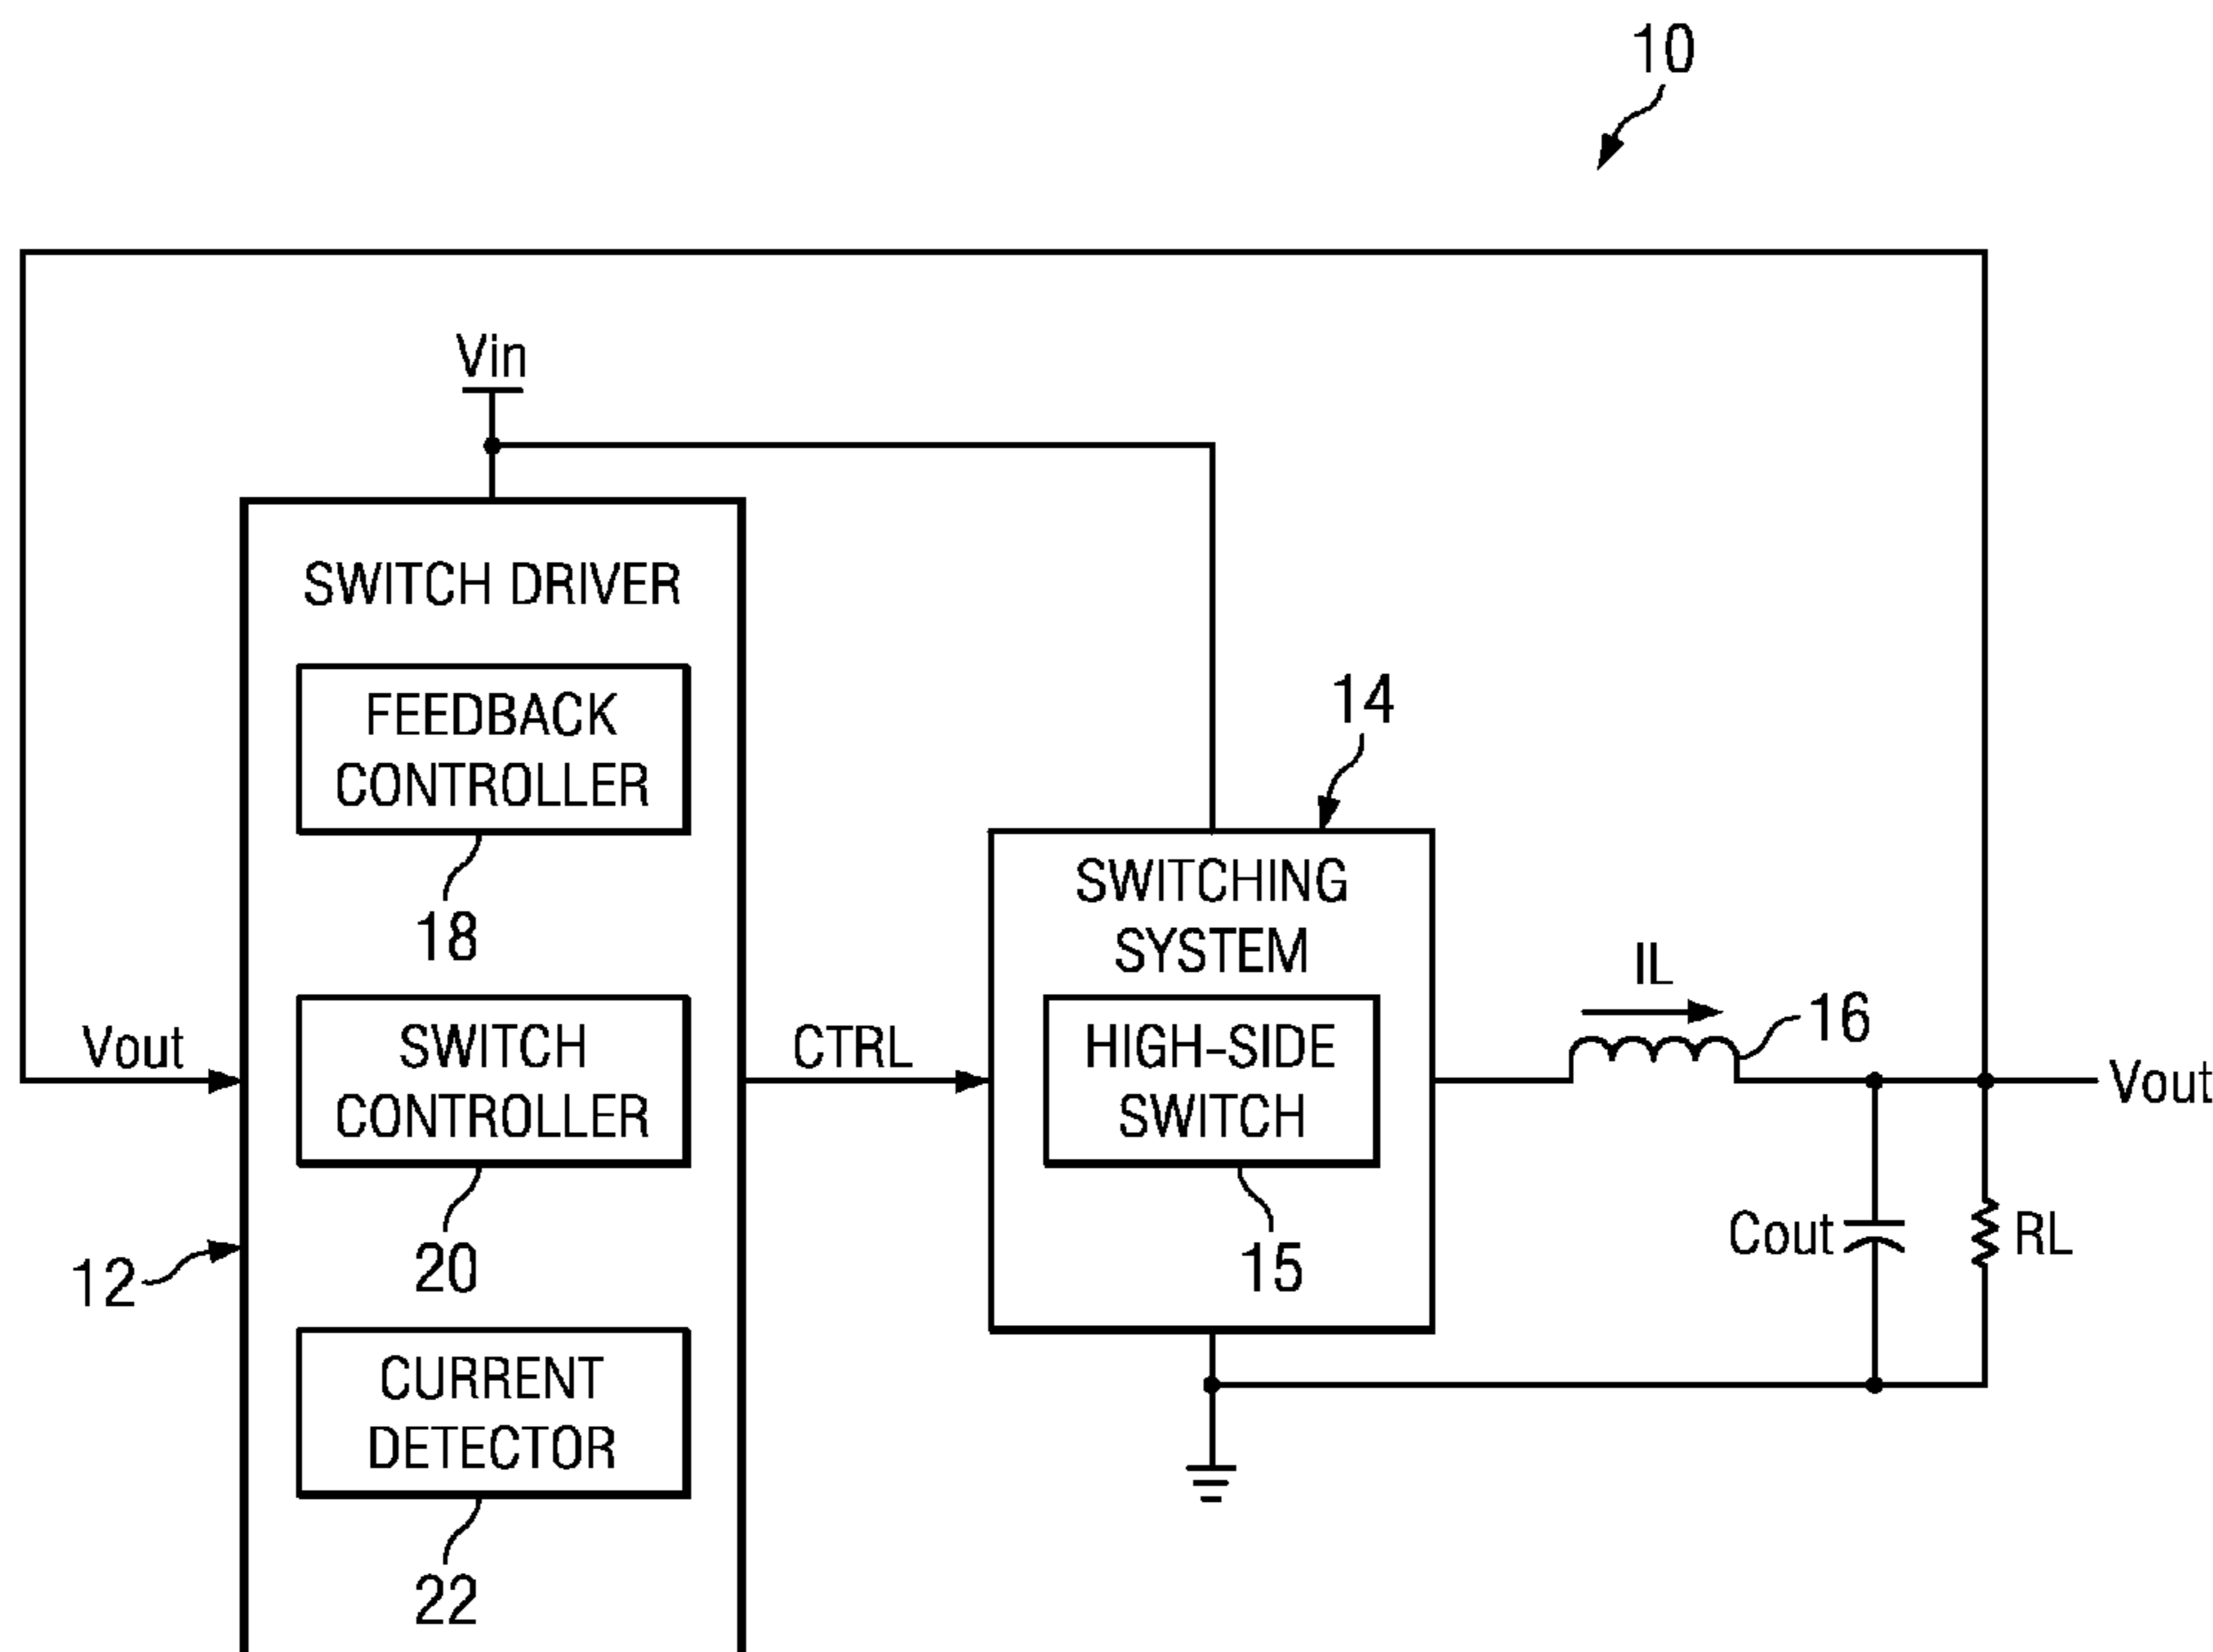 10
Vin
SWITCH DRIVER
FEEDBACK
CONTROLLER
18
Vout
SWITCH
CONTROLLER
20
12
CURRENT
DETECTOR
22
CTRL
14
SWITCHING
SYSTEM
HIGH-SIDE
SWITCH
15
IL
16
Vout
Cout
RL